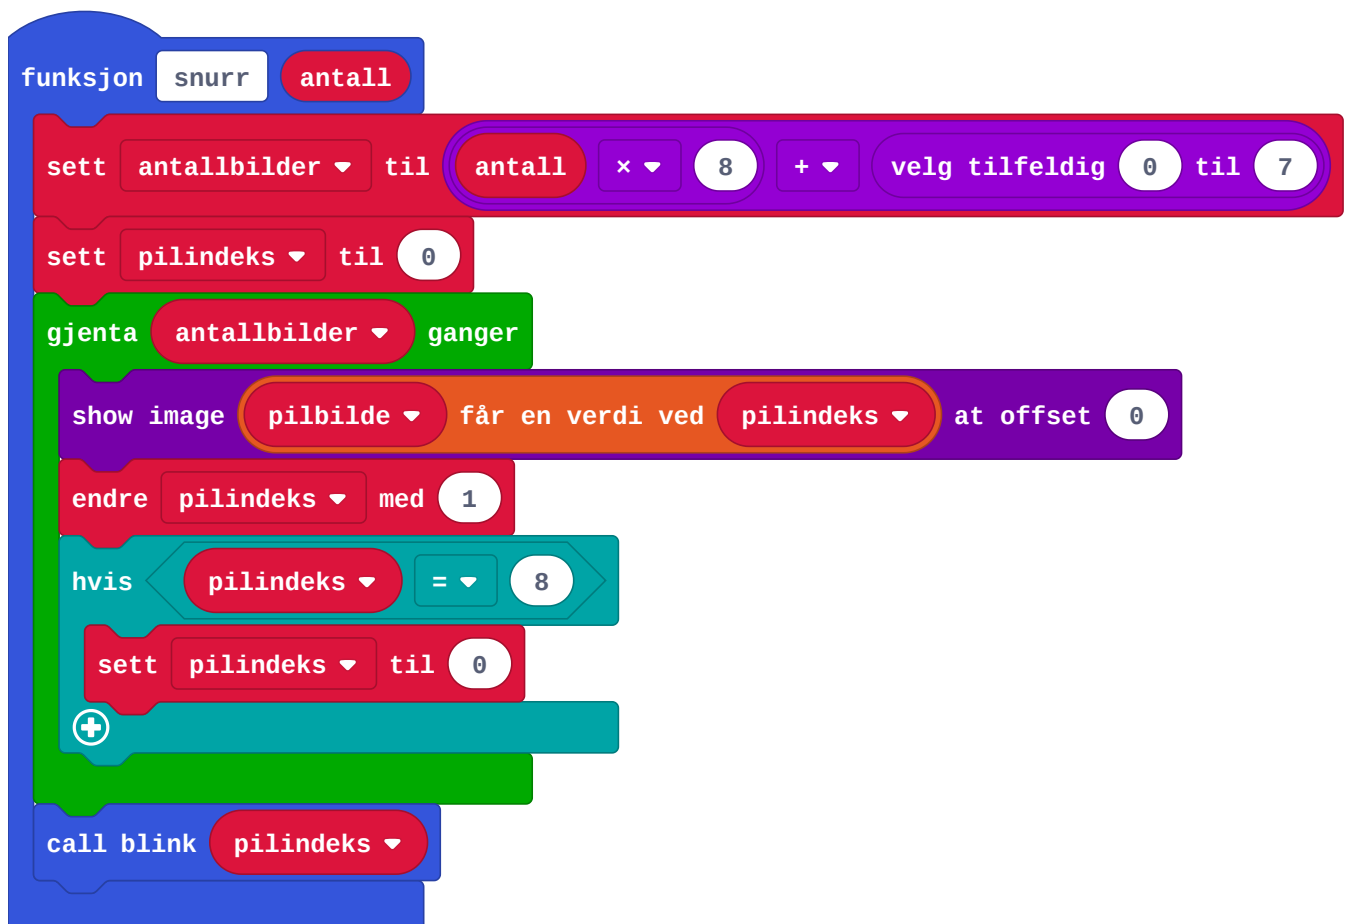 funksjon snurr antall
sett antallbilder til antall × 8 + velg tilfeldig 0 til 7
sett pilindeks til 0
gjenta antallbilder ganger
show image pilbilde får en verdi ved pilindeks at offset 0
endre pilindeks med 1
hvis pilindeks = 8
sett pilindeks til 0
call blink pilindeks